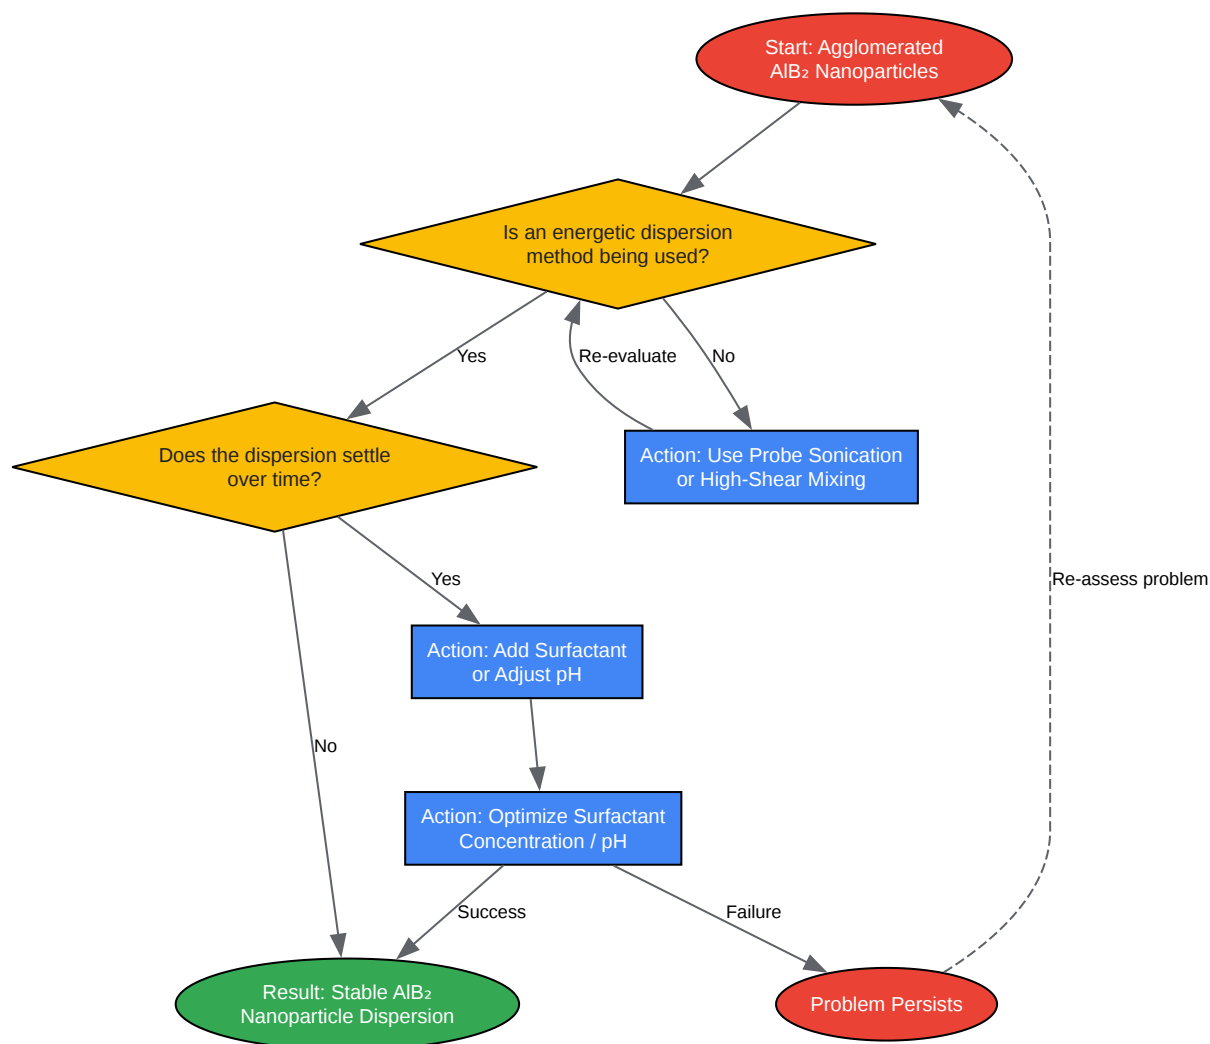 Start: Agglomerated
AlB₂ Nanoparticles
Is an energetic dispersion
method being used?
Yes
Re-evaluate
No
Does the dispersion settle
over time?
Action: Use Probe Sonication
or High-Shear Mixing
Yes
Re-assess problem
Action: Add Surfactant
or Adjust pH
No
Action: Optimize Surfactant
Concentration / pH
Success
Failure
Result: Stable AlB₂
Nanoparticle Dispersion
Problem Persists